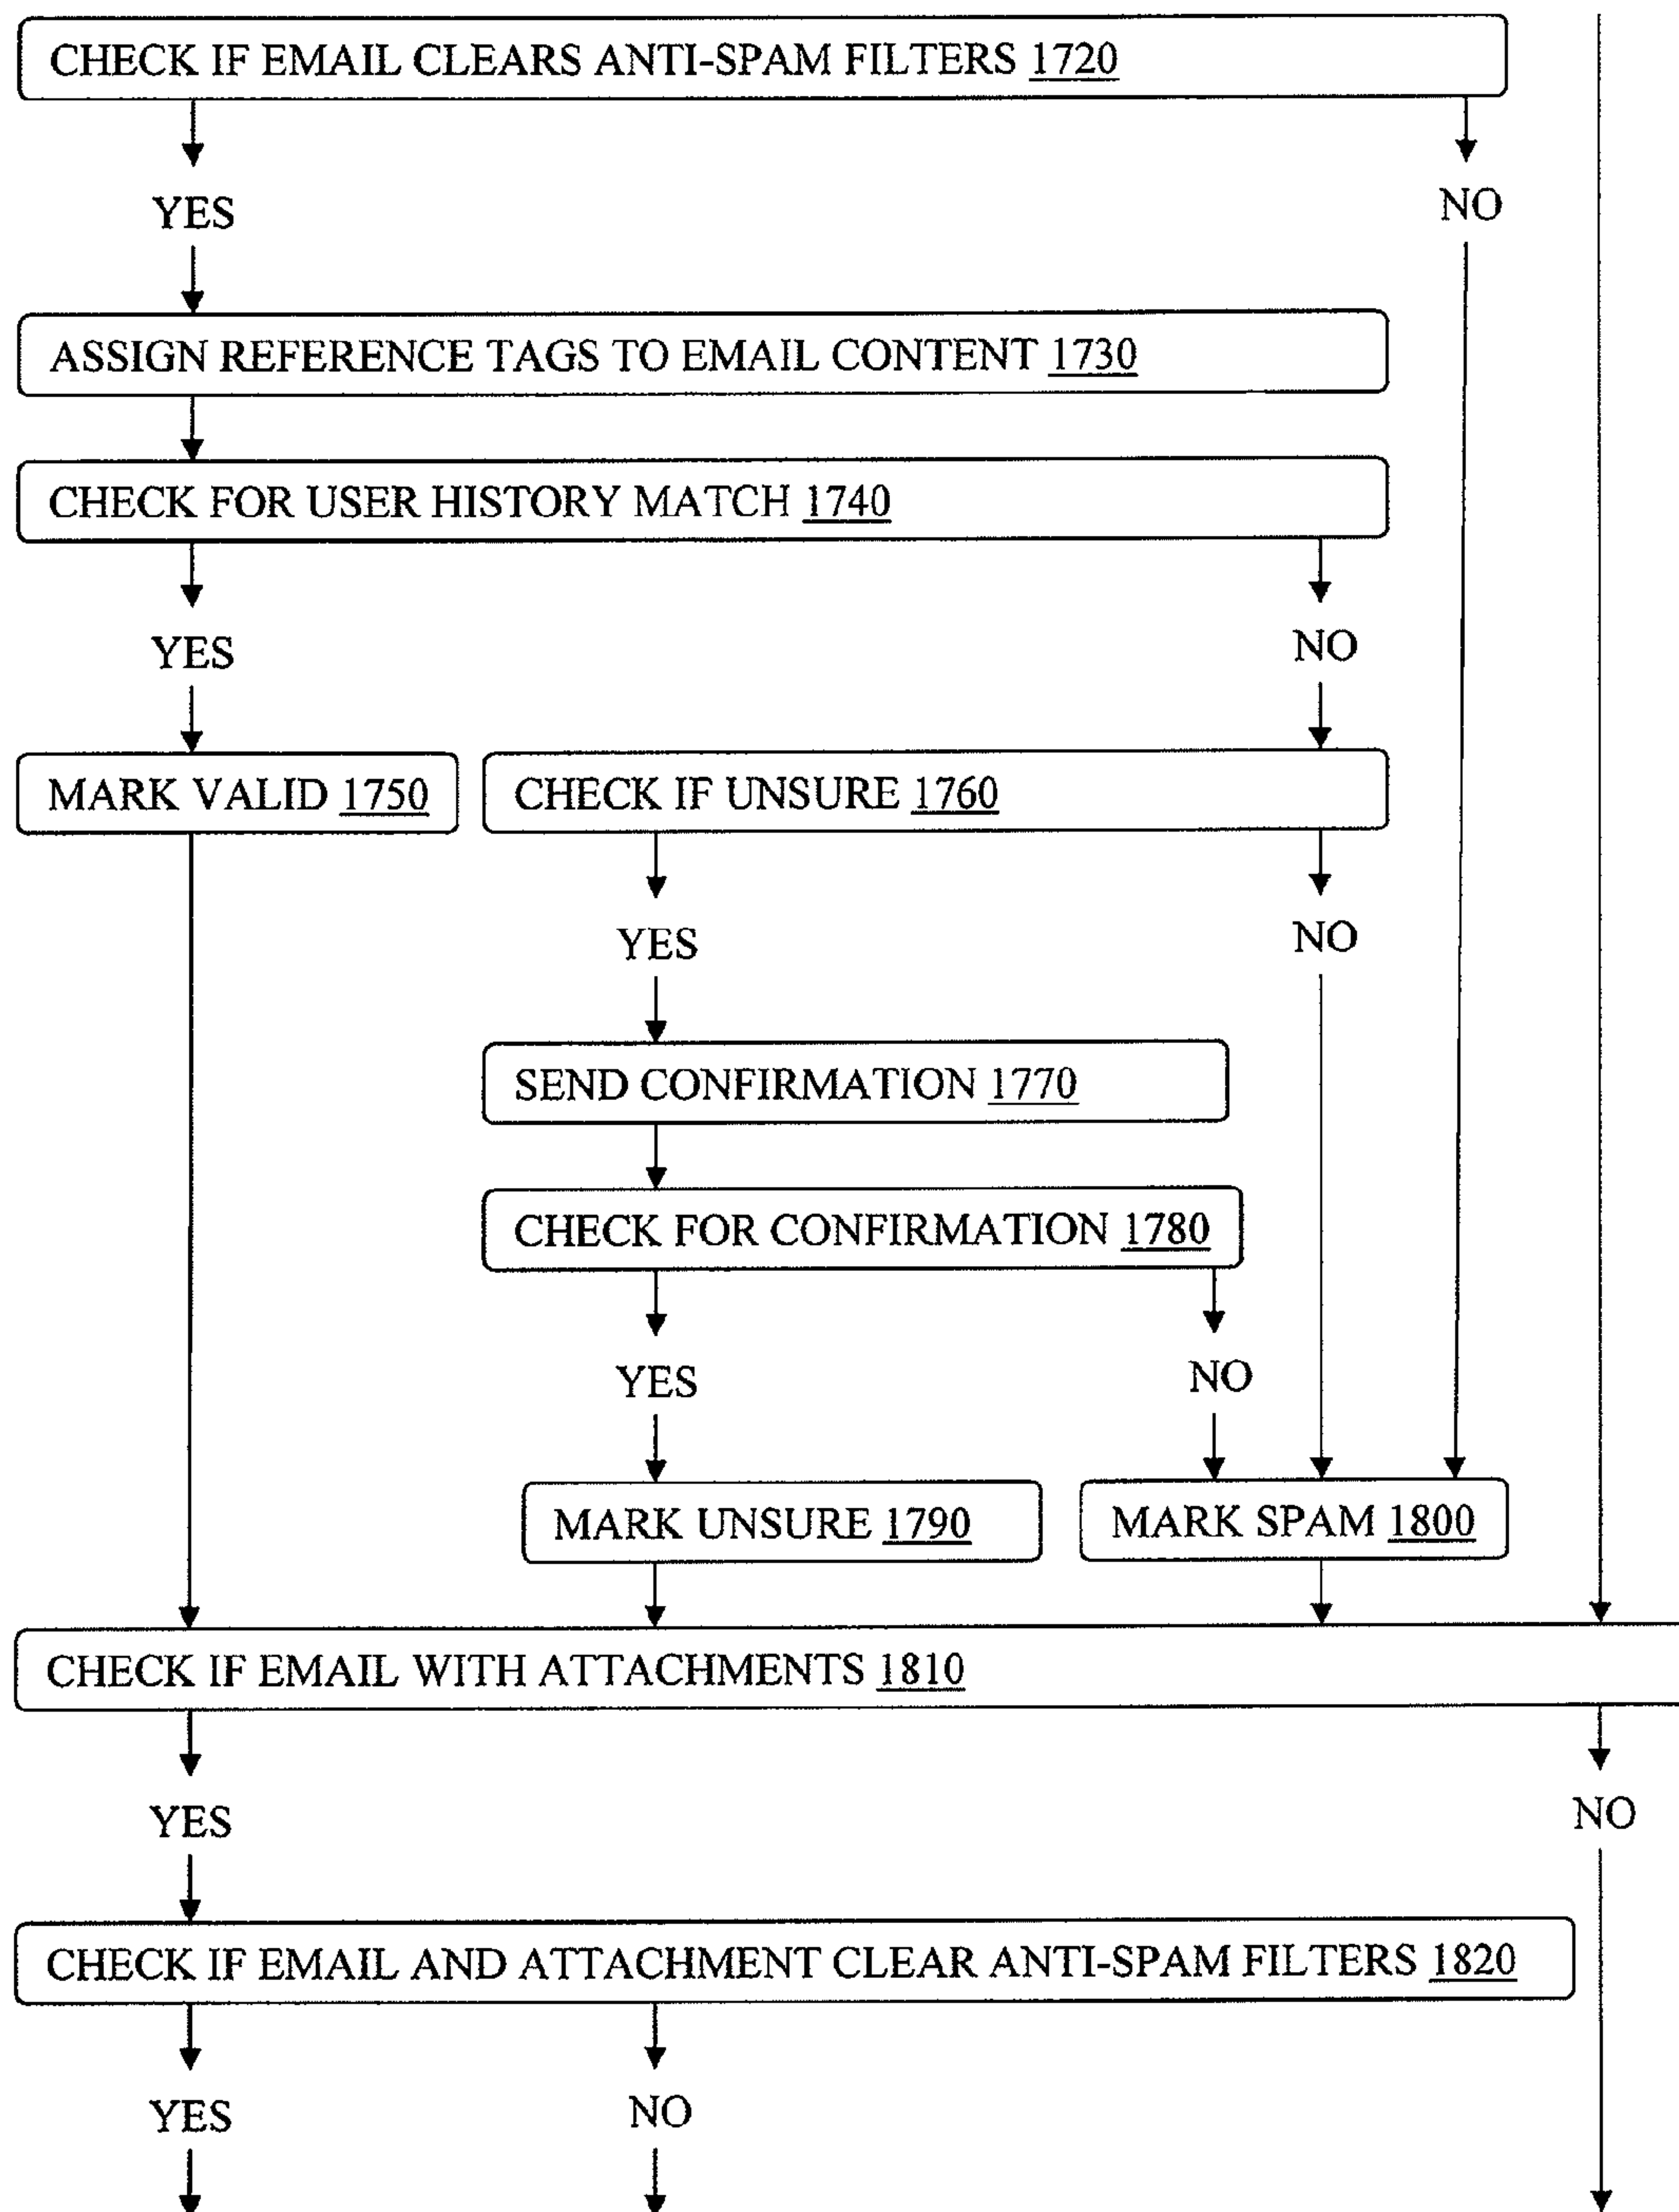 CHECK IF EMAIL CLEARS ANTI-SPAM FILTERS 1720
YES
NO
ASSIGN REFERENCE TAGS TO EMAIL CONTENT 1730
CHECK FOR USER HISTORY MATCH 1740
YES
NO
MARK VALID 1750
CHECK IF UNSURE 1760
YES
NO
SEND CONFIRMATION 1770
CHECK FOR CONFIRMATION 1780
YES
NO
MARK UNSURE 1790
MARK SPAM 1800
CHECK IF EMAIL WITH ATTACHMENTS 1810
YES
NO
CHECK IF EMAIL AND ATTACHMENT CLEAR ANTI-SPAM FILTERS 1820
YES
NO